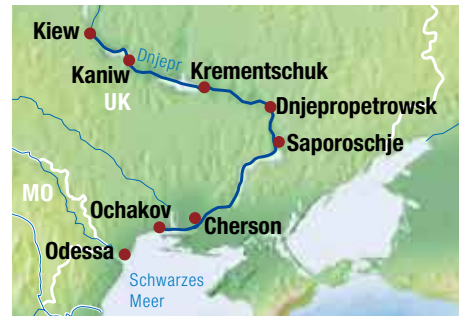 Kiew
Dnjepr
Kaniw
Krementschuk
UK
Dnjepropetrowsk
Saporoschje
MO
Ochakov
Cherson
Odessa
Schwarzes
Meer